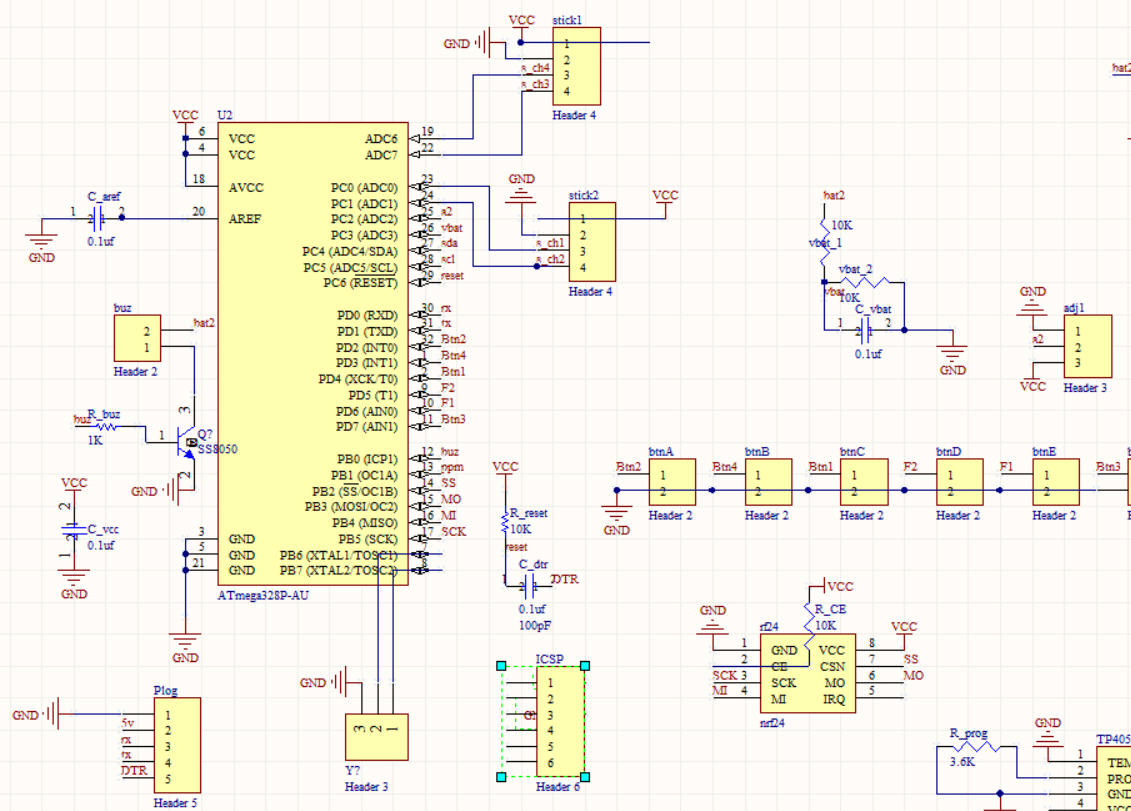 VCC
stick1
GND
1
2
s_ch4
3
s_ch3
4
Header 4
bat2
VCC
U2
6
VCC
ADC6
19
4
VCC
ADC7
22
18
AVCC
PC0 (ADC0)
23
PC1 (ADC1)
24
20
AREF
PC2 (ADC2)
25
a2
PC3 (ADC3)
26
vbat
PC4 (ADC4/SDA)
27
sda
PC5 (ADC5/SCL)
28
scl
PC6 (RESET)
29
reset
PD0 (RXD)
30
rx
PD1 (TXD)
31
tx
PD2 (INT0)
32
Btn2
PD3 (INT1)
1
Btn4
PD4 (XCK/T0)
2
Btn1
PD5 (T1)
9
F2
PD6 (AIN0)
10
F1
PD7 (AIN1)
11
Btn3
PB0 (ICP1)
12
buz
PB1 (OC1A)
13
ppm
PB2 (SS/OC1B)
14
SS
PB3 (MOSI/OC2)
15
MO
PB4 (MISO)
16
MI
3
GND
PB5 (SCK)
17
SCK
5
GND
PB6 (XTAL1/TOSC1)
7
21
GND
PB7 (XTAL2/TOSC2)
8
ATmega328P-AU
GND
C_aref
1
2
1
2
0.1uf
GND
buz
2
bat2
1
Header 2
buz
R_buz
1K
1
3
Q?
SS8050
2
GND
VCC
2
C_vcc
1
0.1uf
GND
GND
stick2
VCC
1
2
s_ch1
3
s_ch2
4
Header 4
bat2
10K
vbat_1
vbat_2
vbat
10K
C_vbat
1
2
1
2
0.1uf
GND
GND
adj1
1
a2
2
3
VCC
Header 3
btnA
btnB
btnC
btnD
btnE
Btn2
1
Btn4
1
Btn1
1
F2
1
F1
1
Btn3
2
2
2
2
2
GND
Header 2
Header 2
Header 2
Header 2
Header 2
VCC
R_reset
10K
reset
C_dtr
DTR
0.1uf
100pF
VCC
R_CE
10K
GND
rf24
VCC
1
GND
VCC
8
2
CE
CSN
7
SS
SCK
3
SCK
MO
6
MO
MI
4
MI
IRQ
5
nrf24
GND
Plog
1
5v
2
rx
3
tx
4
DTR
5
Header 5
GND
3
2
1
Y?
Header 3
ICSP
1
2
3
4
5
6
Header 6
R_prog
3.6K
GND
TP405
1
TEM
2
PRO
3
GND
4
VCC